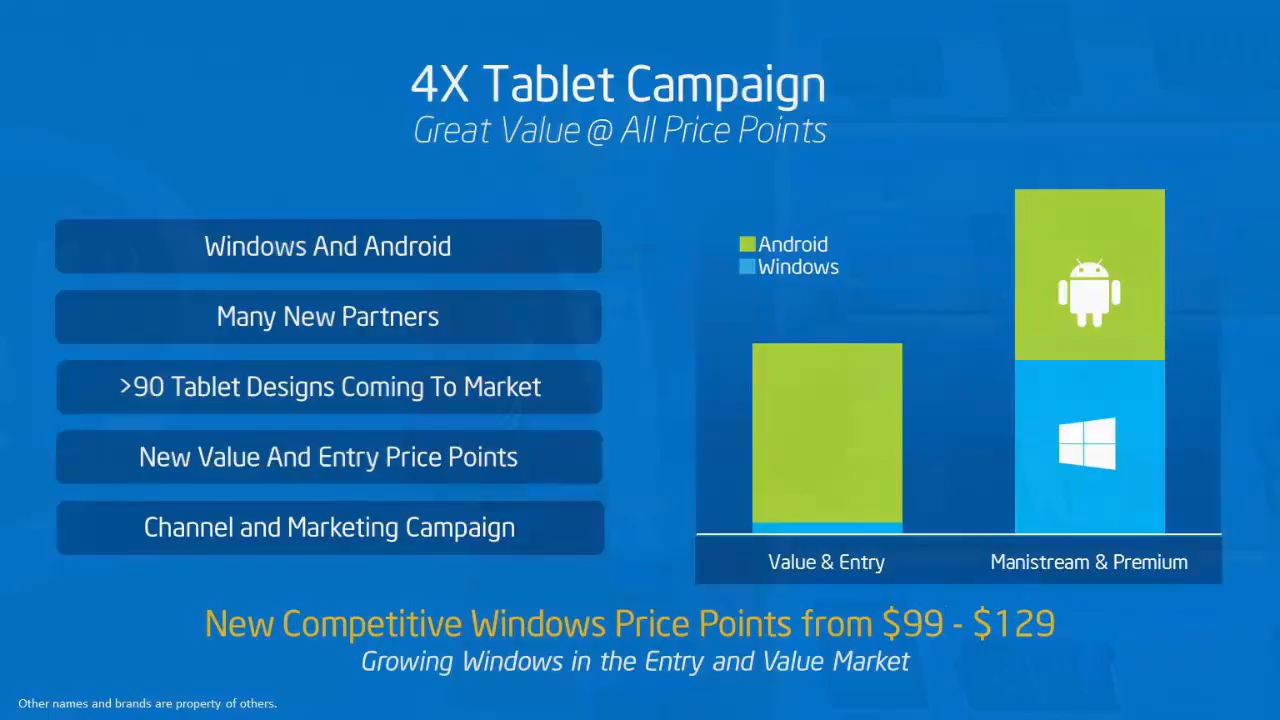 4X Tablet Campaign
Great Value @ All Price Points
Windows And Android
Many New Partners
>90 Tablet Designs Coming To Market
New Value And Entry Price Points
Channel and Marketing Campaign
Android
Windows
Value & Entry
Manistream & Premium
New Competitive Windows Price Points from $99 - $129
Growing Windows in the Entry and Value Market
Other names and brands are property of others.